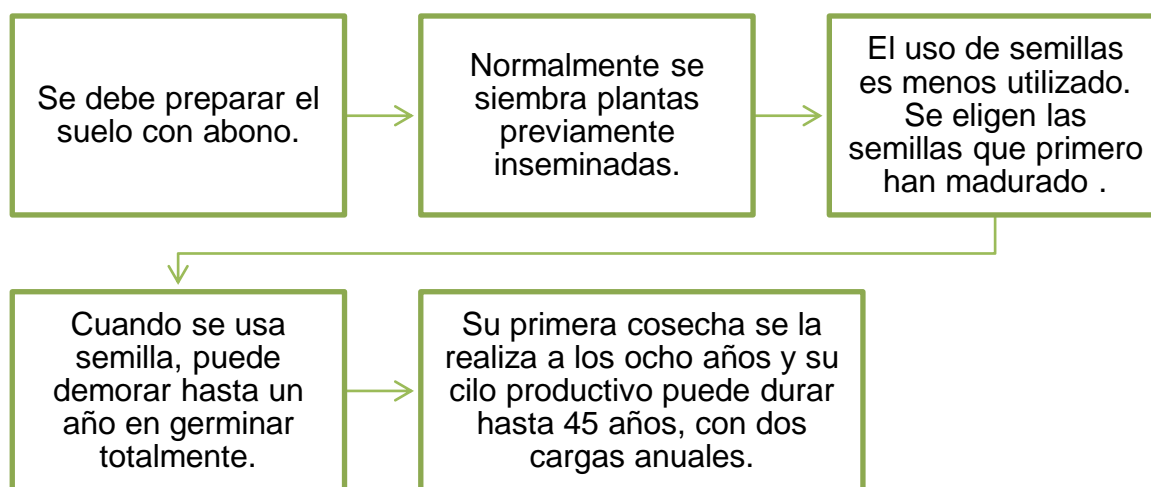 Se debe preparar el
suelo con abono.
Normalmente se
siembra plantas
previamente
inseminadas.
El uso de semillas
es menos utilizado.
Se eligen las
semillas que primero
han madurado .
Cuando se usa
semilla, puede
demorar hasta un
año en germinar
totalmente.
Su primera cosecha se la
realiza a los ocho años y su
cilo productivo puede durar
hasta 45 años, con dos
cargas anuales.